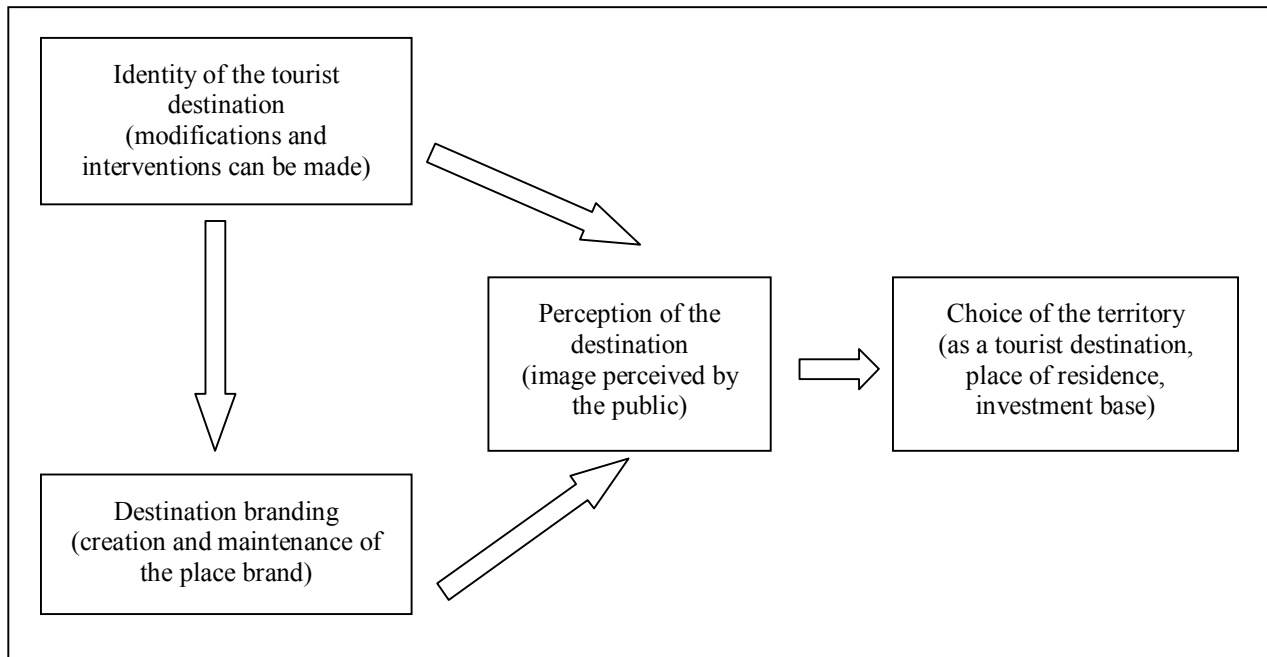 Identity of the tourist
destination
(modifications and
interventions can be made)
Perception of the
destination
(image perceived by
the public)
Choice of the territory
(as a tourist destination,
place of residence,
investment base)
Destination branding
(creation and maintenance of
the place brand)